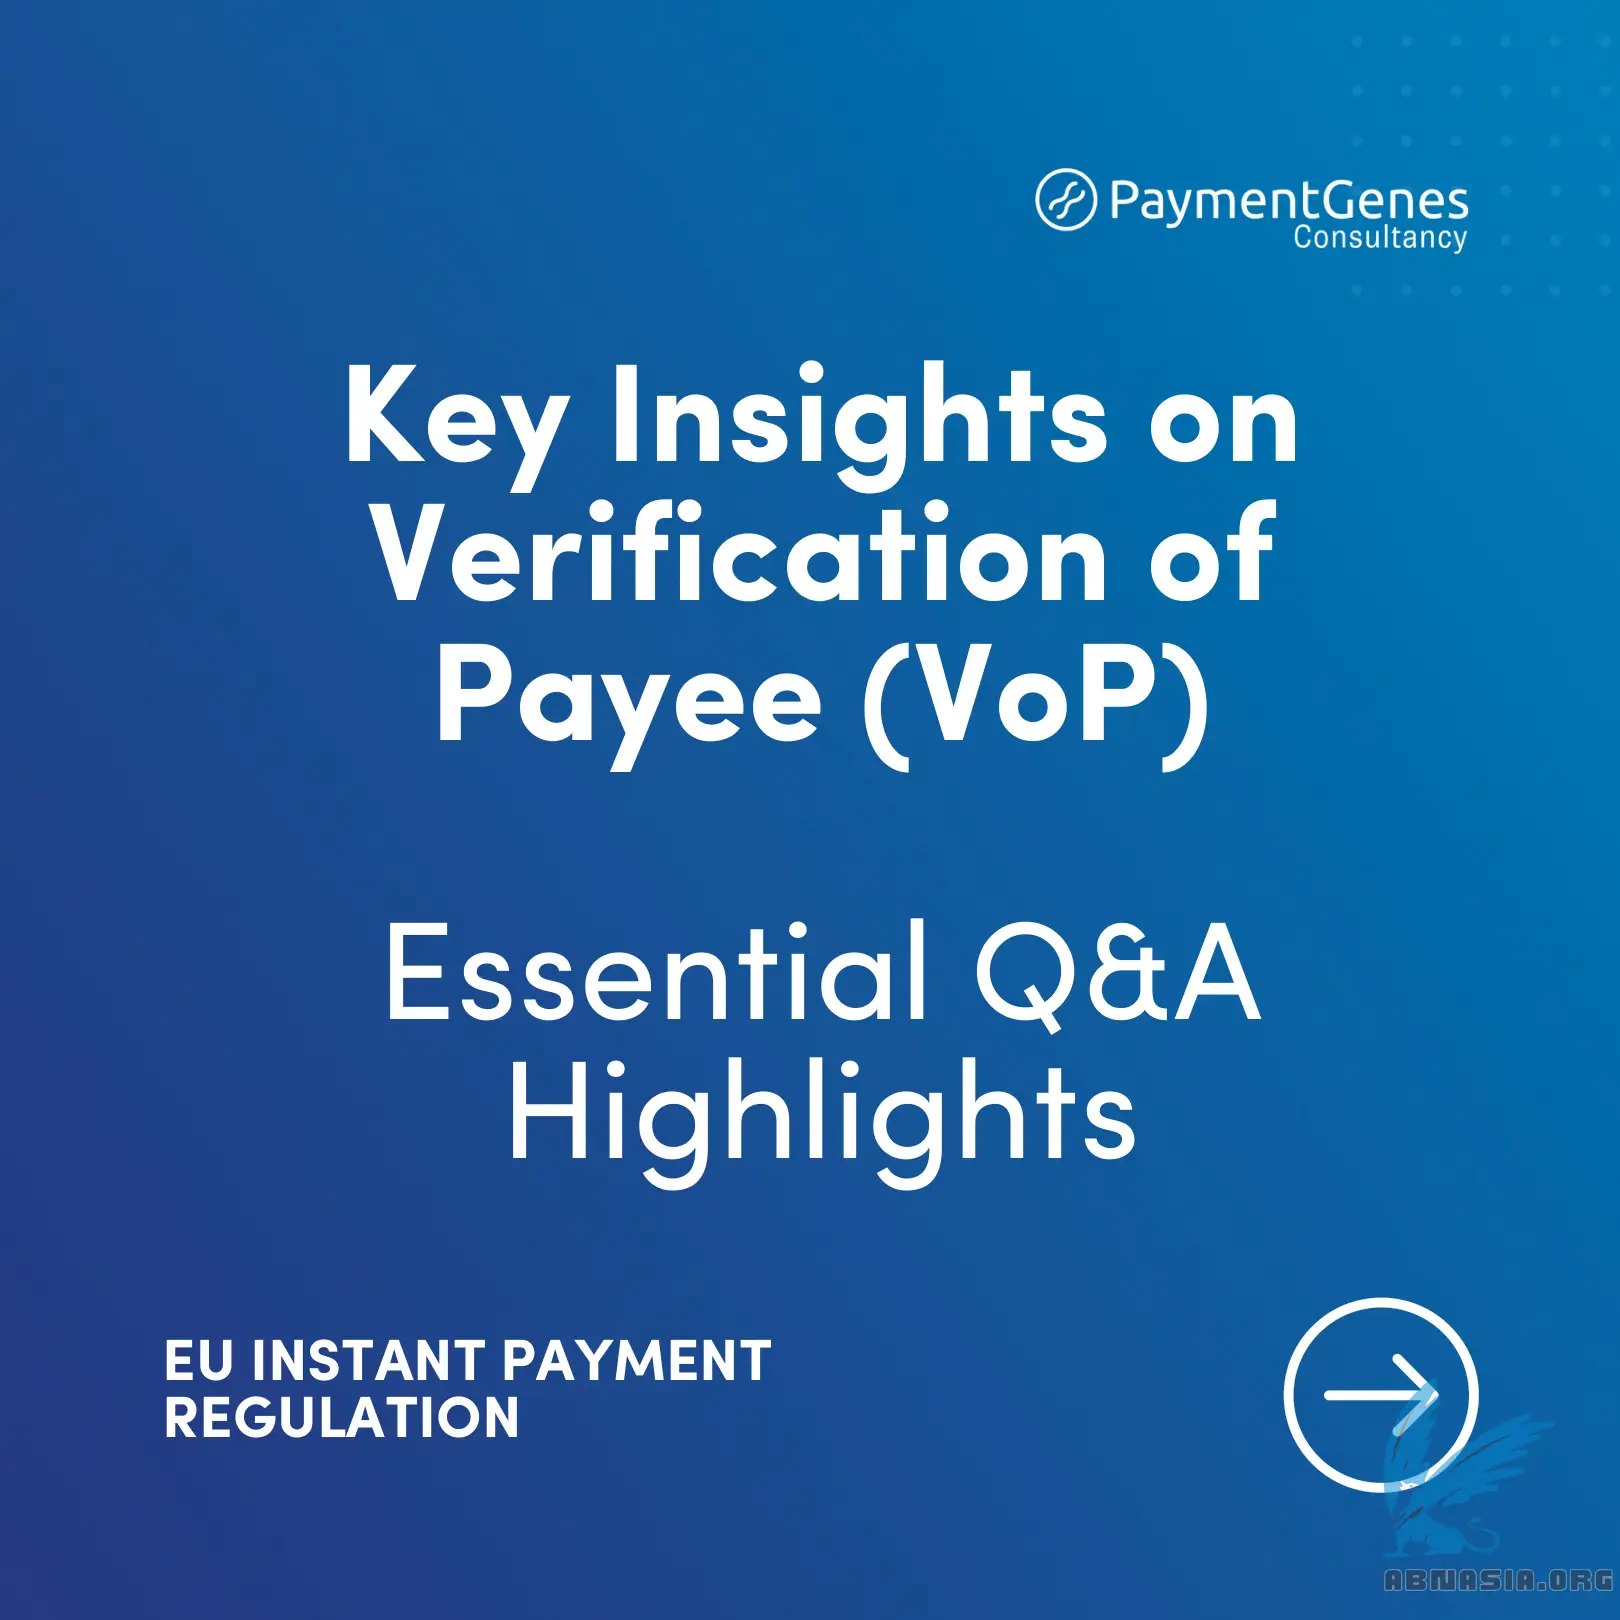 PaymentGenes
Consultancy
Key Insights on
Verification of
Payee (VoP)
Essential Q&A
Highlights
EU INSTANT PAYMENT
REGULATION
ABNASIA.ORG